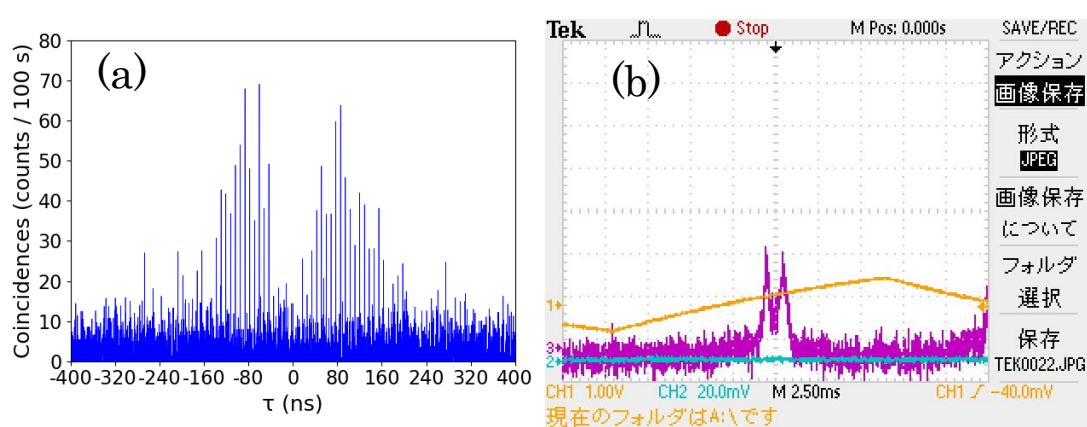 (a)
Coincidences (counts / 100 s)
80
70
60
50
40
30
20
10
0
-400 -320 -240 -160 -80 0 80 160 240 320 400
τ (ns)
(b)
Tek Stop M Pos: 0.000s SAVE/REC
アクション
画像保存
形式
JPEG
画像保存
について
フォルダ
選択
保存
TEK0022.JPG
1
3
2
CH1 1.00V CH2 20.0mV M 2.50ms CH1 -40.0mV
現在のフォルダはA:\です